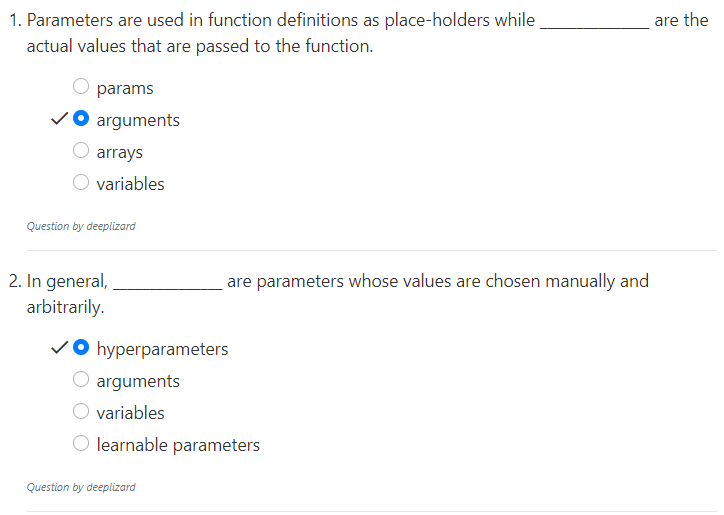 1. Parameters are used in function definitions as place-holders while ______________ are the
actual values that are passed to the function.
params
arguments
arrays
variables
Question by deeplizard
2. In general, ______________ are parameters whose values are chosen manually and
arbitrarily.
hyperparameters
arguments
variables
learnable parameters
Question by deeplizard